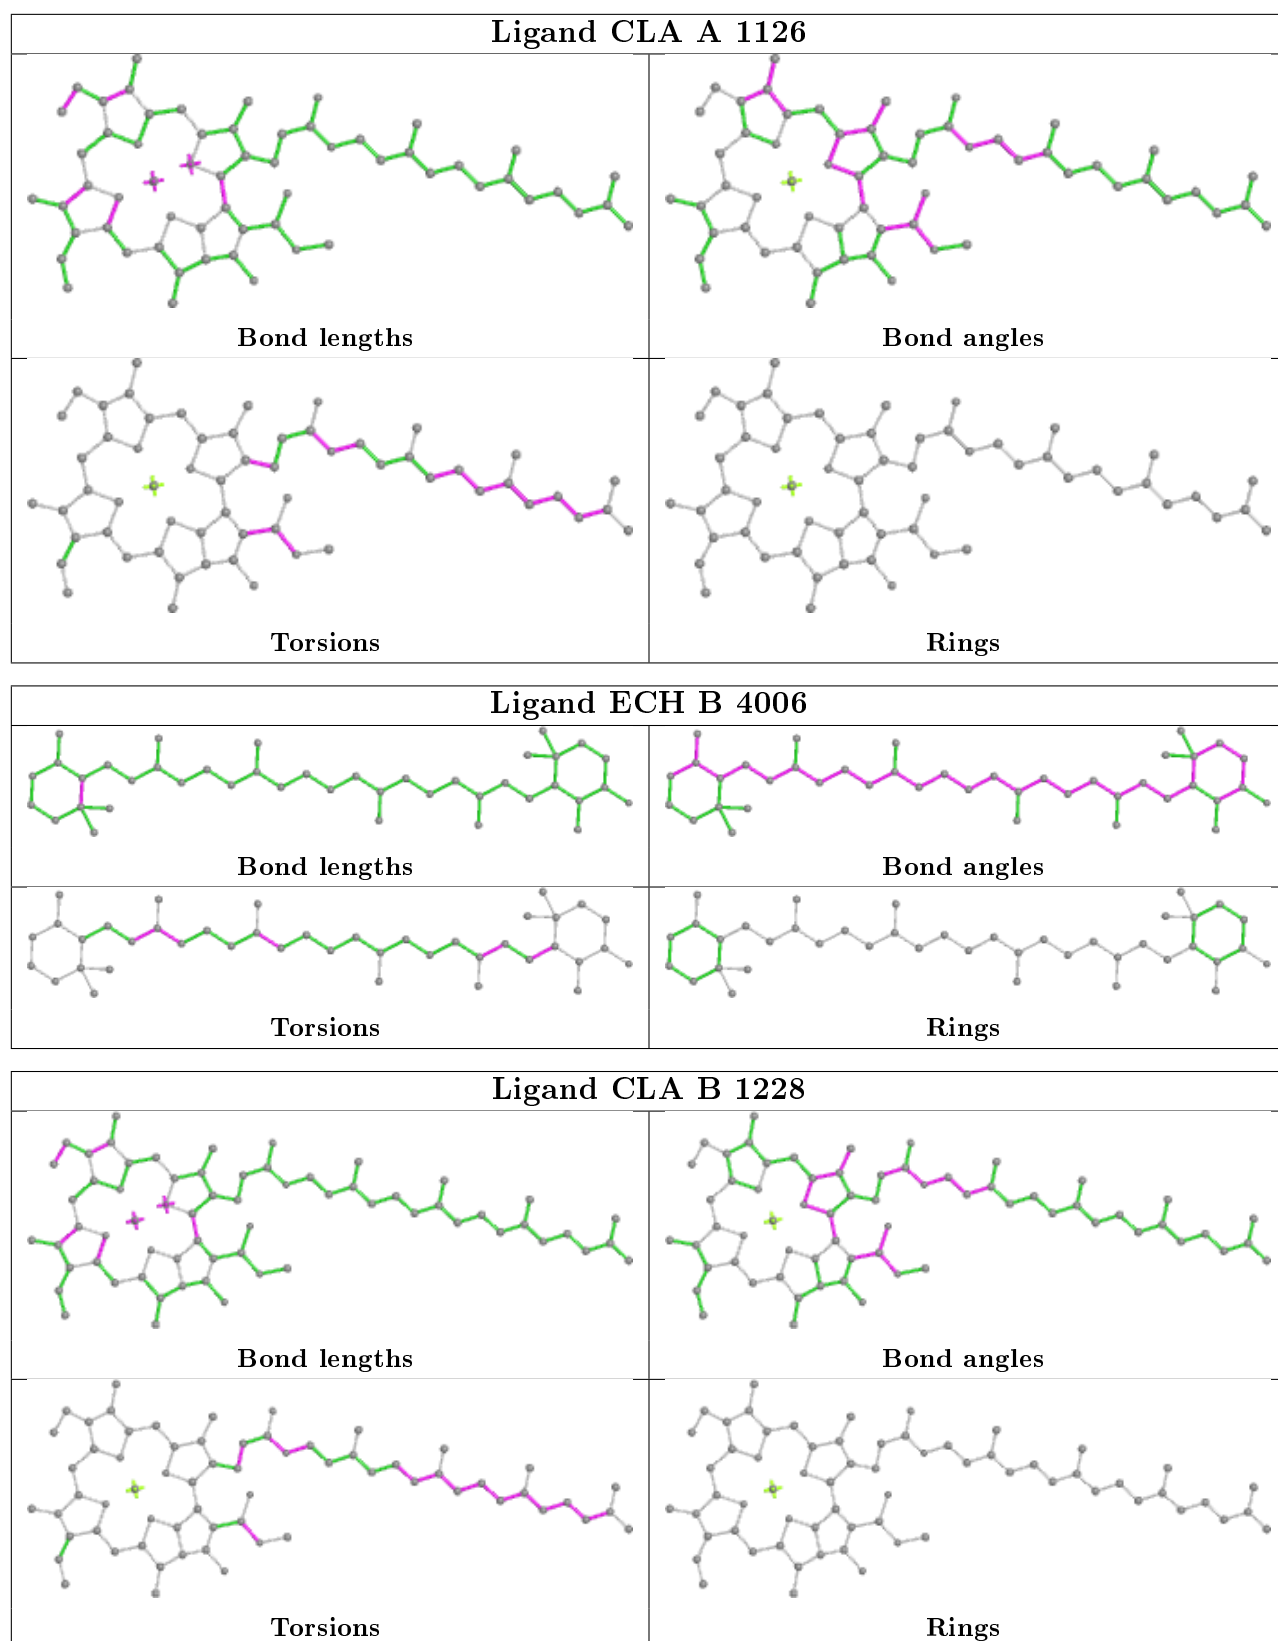 Ligand CLA A 1126
Bond lengths
Bond angles
Torsions
Rings
Ligand ECH B 4006
Bond lengths
Bond angles
Torsions
Rings
Ligand CLA B 1228
Bond lengths
Bond angles
Torsions
Rings